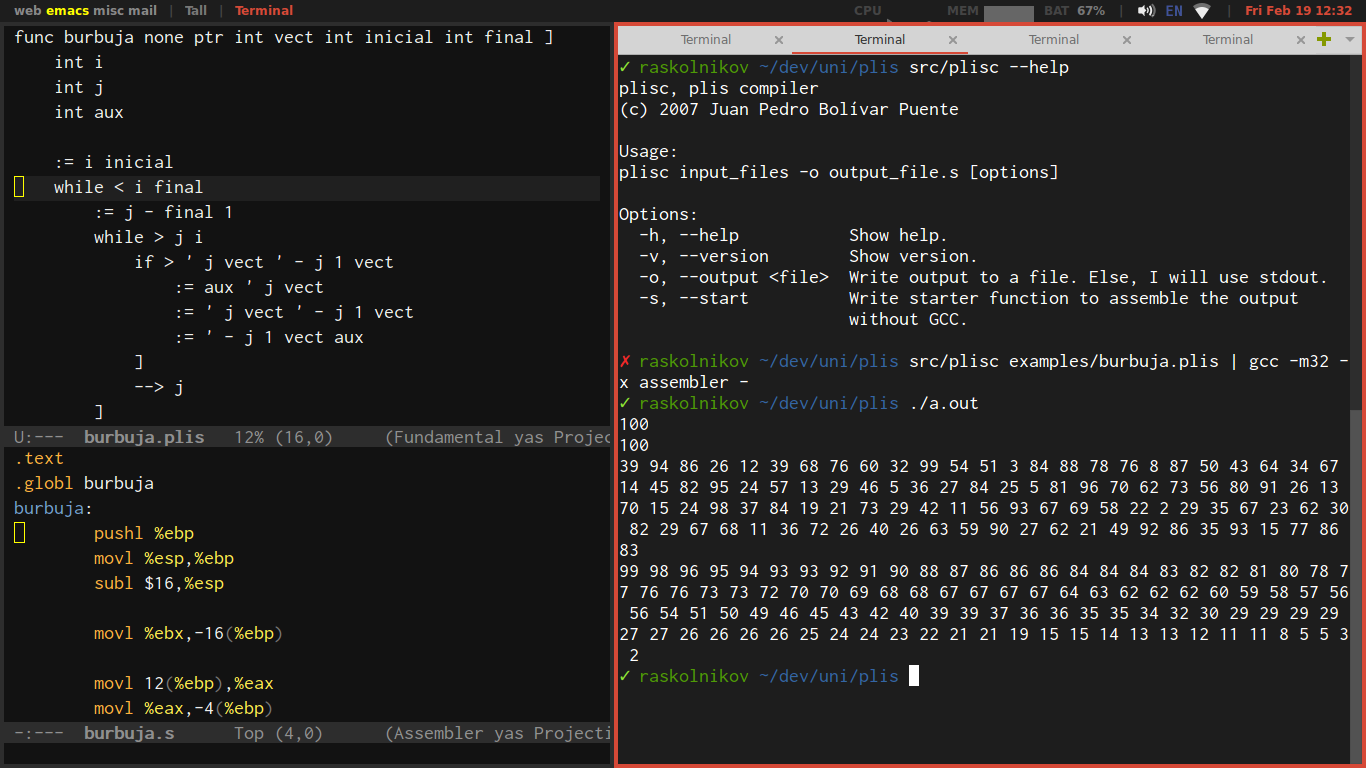 web emacs misc mail | Tall | Terminal
CPU MEM BAT 67% | EN Fri Feb 19 12:32
func burbuja none ptr int vect int inicial int final ]
int i
int j
int aux
:= i inicial
while < i final
:= j - final 1
while > j i
if > ' j vect ' - j 1 vect
:= aux ' j vect
:= ' j vect ' - j 1 vect
:= ' - j 1 vect aux
]
--> j
]
U:--- burbuja.plis 12% (16,0) (Fundamental yas Projec
.text
.globl burbuja
burbuja:
pushl %ebp
movl %esp,%ebp
subl $16,%esp
movl %ebx,-16(%ebp)
movl 12(%ebp),%eax
movl %eax,-4(%ebp)
-:--- burbuja.s Top (4,0) (Assembler yas Projecti
Terminal × Terminal × Terminal × Terminal ×
✓ raskolnikov ~/dev/uni/plis src/plisc --help
plisc, plis compiler
(c) 2007 Juan Pedro Bolívar Puente
Usage:
plisc input_files -o output_file.s [options]
Options:
-h, --help Show help.
-v, --version Show version.
-o, --output <file> Write output to a file. Else, I will use stdout.
-s, --start Write starter function to assemble the output
without GCC.
✗ raskolnikov ~/dev/uni/plis src/plisc examples/burbuja.plis | gcc -m32 -
x assembler -
✓ raskolnikov ~/dev/uni/plis ./a.out
100
100
39 94 86 26 12 39 68 76 60 32 99 54 51 3 84 88 78 76 8 87 50 43 64 34 67
14 45 82 95 24 57 13 29 46 5 36 27 84 25 5 81 96 70 62 73 56 80 91 26 13
70 15 24 98 37 84 19 21 73 29 42 11 56 93 67 69 58 22 2 29 35 67 23 62 30
82 29 67 68 11 36 72 26 40 26 63 59 90 27 62 21 49 92 86 35 93 15 77 86
83
99 98 96 95 94 93 93 92 91 90 88 87 86 86 86 84 84 84 83 82 82 81 80 78 7
7 76 76 73 73 72 70 70 69 68 68 67 67 67 67 64 63 62 62 62 60 59 58 57 56
56 54 51 50 49 46 45 43 42 40 39 39 37 36 36 35 35 34 32 30 29 29 29 29
27 27 26 26 26 26 25 24 24 23 22 21 21 19 15 15 14 13 13 12 11 11 8 5 5 3
2
✓ raskolnikov ~/dev/uni/plis